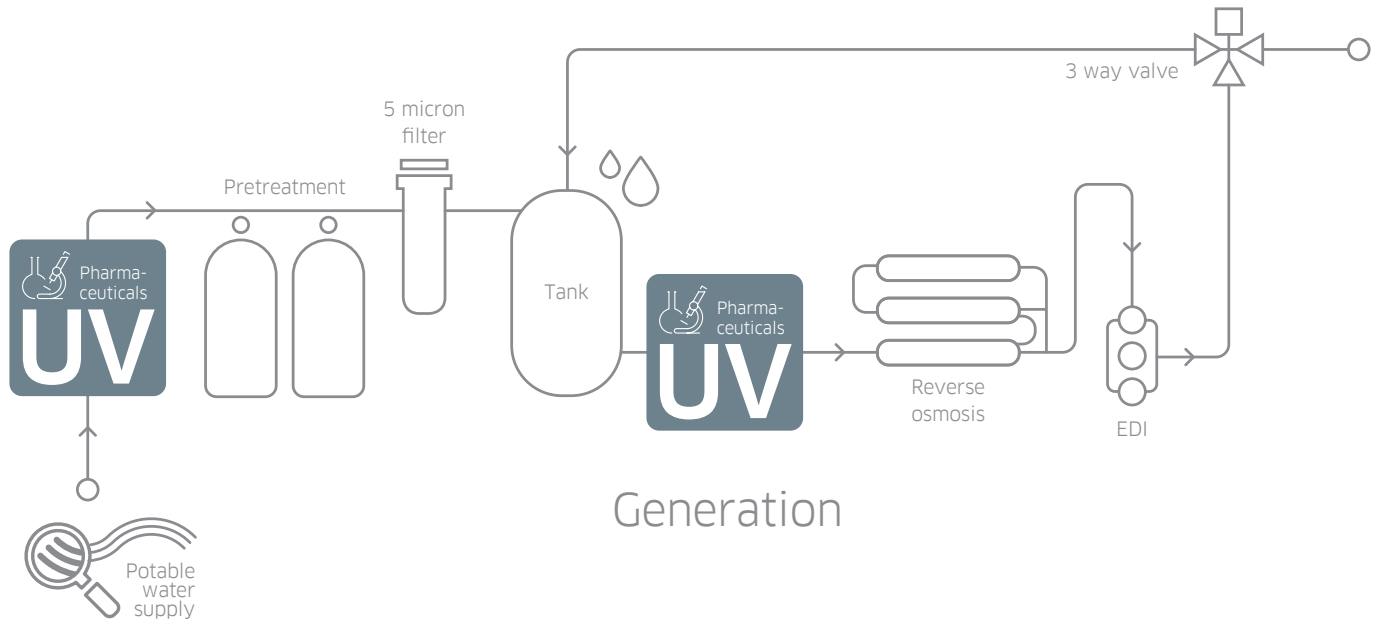 3 way valve
5 micron
filter
Pretreatment
Pharma-
ceuticals
UV
Tank
Pharma-
ceuticals
UV
Reverse
osmosis
EDI
Generation
Potable
water
supply